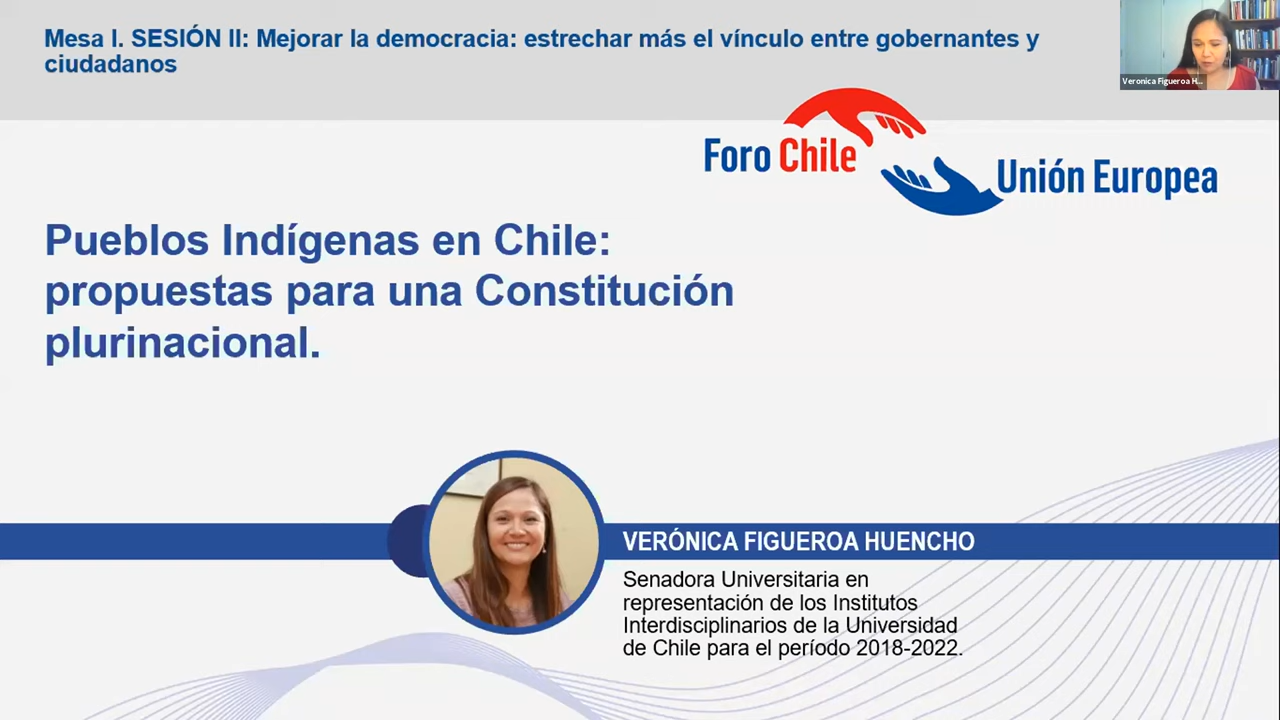 Mesa I. SESIÓN II: Mejorar la democracia: estrechar más el vínculo entre gobernantes y
ciudadanos
Veronica Figueroa H...
Foro Chile
Unión Europea
Pueblos Indígenas en Chile:
propuestas para una Constitución
plurinacional.
VERÓNICA FIGUEROA HUENCHO
Senadora Universitaria en
representación de los Institutos
Interdisciplinarios de la Universidad
de Chile para el período 2018-2022.